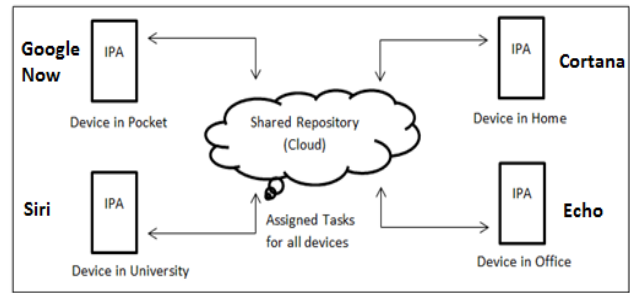 Google
Now
IPA
Device in Pocket
IPA
Cortana
Device in Home
Shared Repository
(Cloud)
Siri
IPA
Device in University
Assigned Tasks
for all devices
IPA
Echo
Device in Office